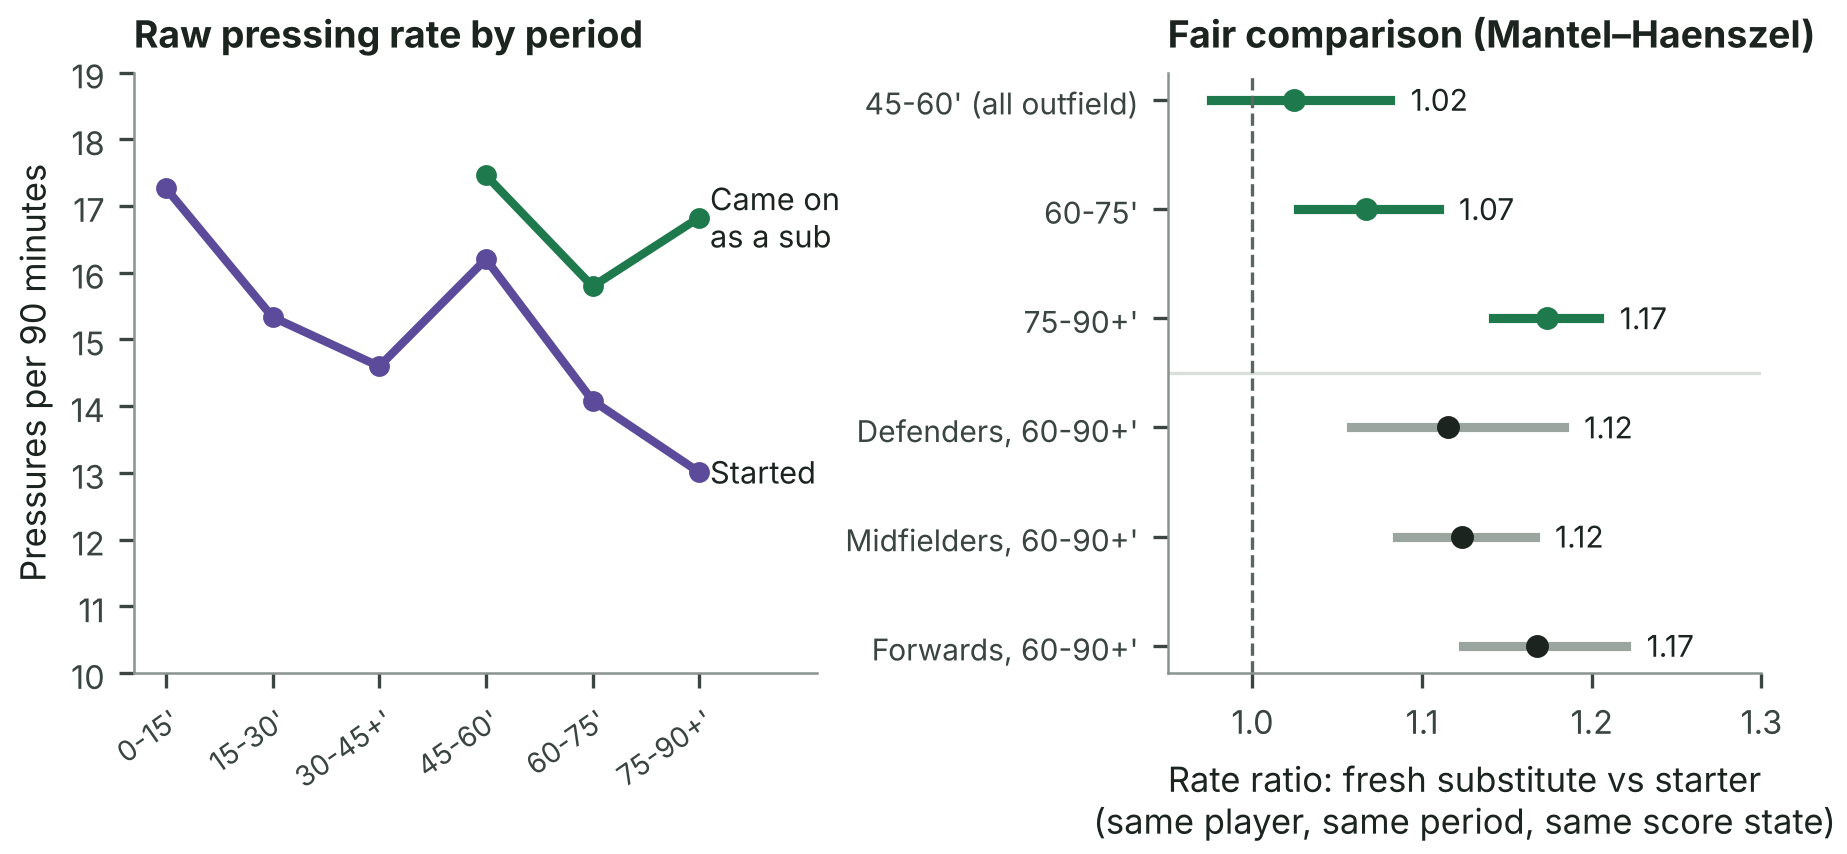 Raw pressing rate by period
Pressures per 90 minutes
19
18
17
16
15
14
13
12
11
10
0-15'
15-30'
30-45+'
45-60'
60-75'
75-90+'
Came on
as a sub
Started
Fair comparison (Mantel–Haenszel)
45-60' (all outfield)
1.02
60-75'
1.07
75-90+'
1.17
Defenders, 60-90+'
1.12
Midfielders, 60-90+'
1.12
Forwards, 60-90+'
1.17
1.0
1.1
1.2
1.3
Rate ratio: fresh substitute vs starter
(same player, same period, same score state)